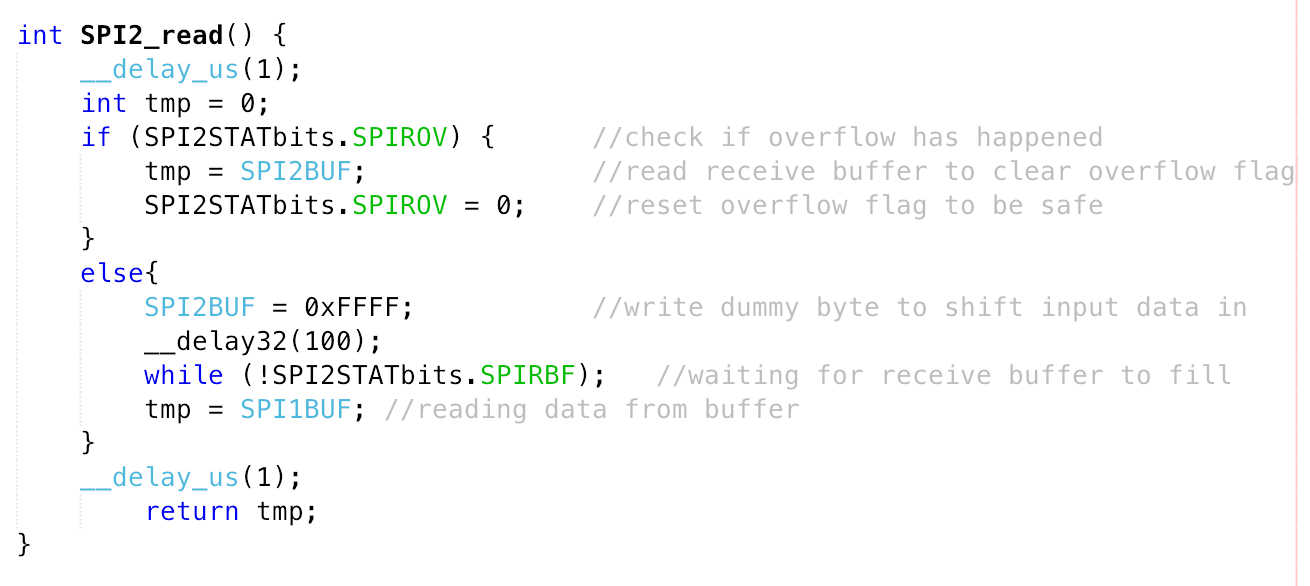 int SPI2_read() {
    __delay_us(1);
    int tmp = 0;
    if (SPI2STATbits.SPIROV) {      //check if overflow has happened
        tmp = SPI2BUF;              //read receive buffer to clear overflow flag
        SPI2STATbits.SPIROV = 0;    //reset overflow flag to be safe
    }
    else{
        SPI2BUF = 0xFFFF;           //write dummy byte to shift input data in
        __delay32(100);
        while (!SPI2STATbits.SPIRBF);   //waiting for receive buffer to fill
        tmp = SPI1BUF; //reading data from buffer
    }
    __delay_us(1);
        return tmp;
}